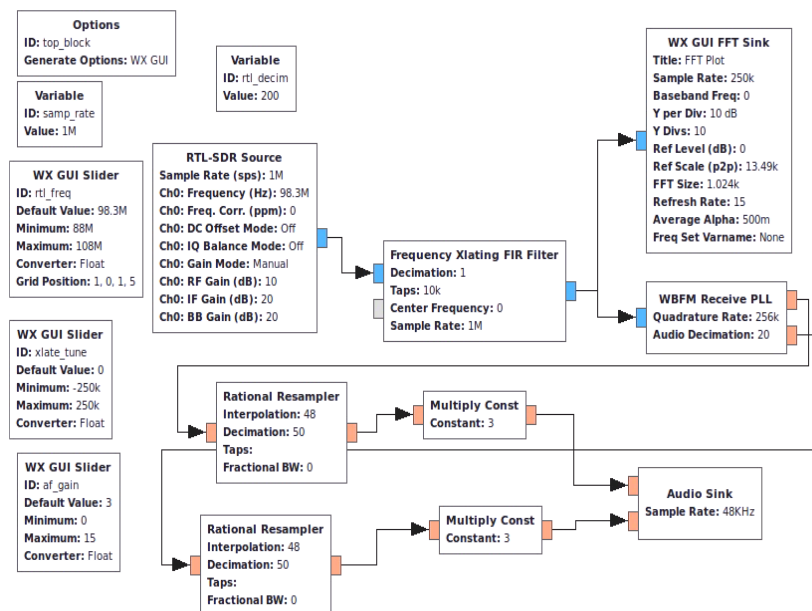 Options
ID: top_block
Generate Options: WX GUI
Variable
ID: rtl_decim
Value: 200
Variable
ID: samp_rate
Value: 1M
WX GUI Slider
ID: rtl_freq
Default Value: 98.3M
Minimum: 88M
Maximum: 108M
Converter: Float
Grid Position: 1, 0, 1, 5
RTL-SDR Source
Sample Rate (sps): 1M
Ch0: Frequency (Hz): 98.3M
Ch0: Freq. Corr. (ppm): 0
Ch0: DC Offset Mode: Off
Ch0: IQ Balance Mode: Off
Ch0: Gain Mode: Manual
Ch0: RF Gain (dB): 10
Ch0: IF Gain (dB): 20
Ch0: BB Gain (dB): 20
Frequency Xlating FIR Filter
Decimation: 1
Taps: 10k
Center Frequency: 0
Sample Rate: 1M
WX GUI FFT Sink
Title: FFT Plot
Sample Rate: 250k
Baseband Freq: 0
Y per Div: 10 dB
Y Divs: 10
Ref Level (dB): 0
Ref Scale (p2p): 13.49k
FFT Size: 1.024k
Refresh Rate: 15
Average Alpha: 500m
Freq Set Varname: None
WBFM Receive PLL
Quadrature Rate: 256k
Audio Decimation: 20
WX GUI Slider
ID: xlate_tune
Default Value: 0
Minimum: -250k
Maximum: 250k
Converter: Float
Rational Resampler
Interpolation: 48
Decimation: 50
Taps:
Fractional BW: 0
Multiply Const
Constant: 3
WX GUI Slider
ID: af_gain
Default Value: 3
Minimum: 0
Maximum: 15
Converter: Float
Rational Resampler
Interpolation: 48
Decimation: 50
Taps:
Fractional BW: 0
Multiply Const
Constant: 3
Audio Sink
Sample Rate: 48KHz